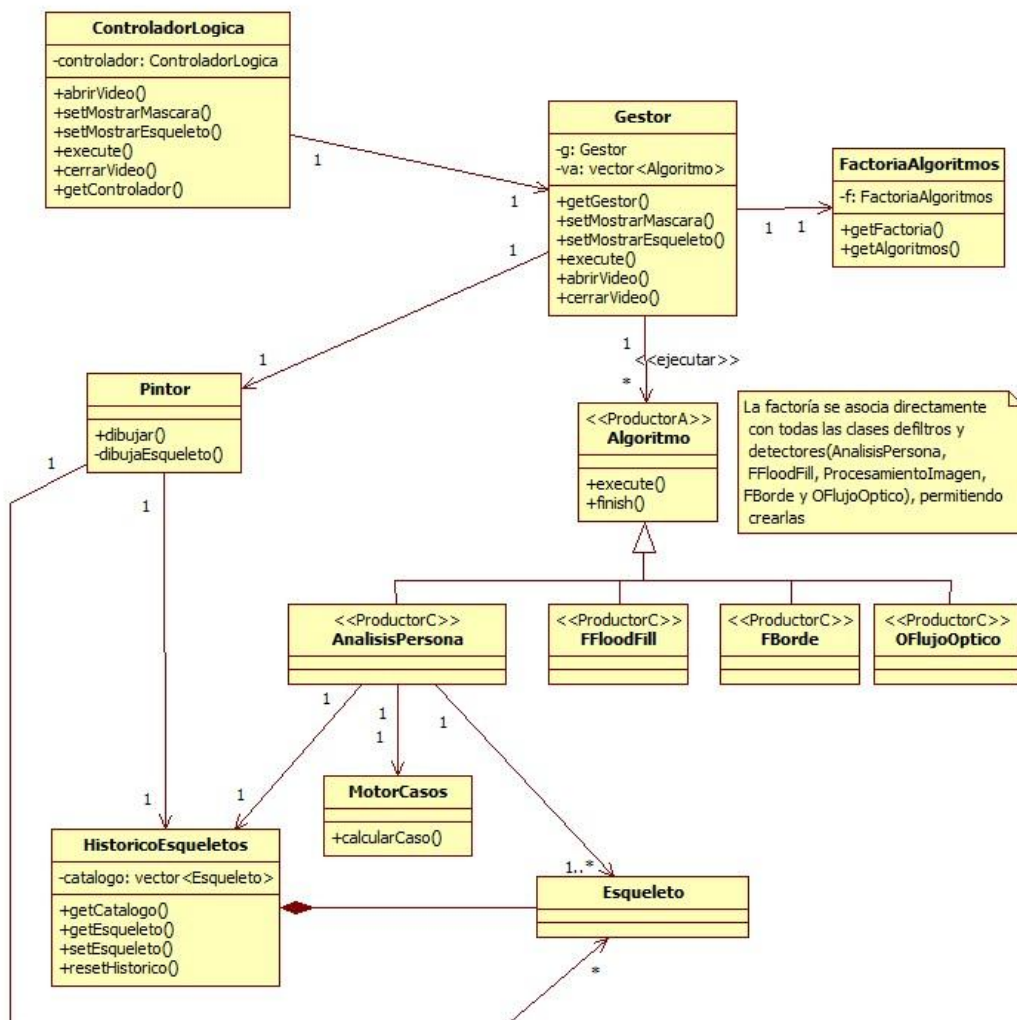 ControladorLogica
-controlador: ControladorLogica
+abrirVideo()
+setMostrarMascara()
+setMostrarEsqueleto()
+execute()
+cerrarVideo()
+getControlador()
1
1
Gestor
-g: Gestor
-va: vector<Algoritmo>
+getGestor()
+setMostrarMascara()
+setMostrarEsqueleto()
+execute()
+abrirVideo()
+cerrarVideo()
1
1
FactoriaAlgoritmos
-f: FactoriaAlgoritmos
+getFactoria()
+getAlgoritmos()
1
1
1
<<ejecutar>>
*
Pintor
+dibujar()
-dibujaEsqueleto()
1
1
<<ProductorA>>
Algoritmo
+execute()
+finish()
La factoría se asocia directamente
con todas las clases defiltros y
detectores(AnalisisPersona,
FFloodFill, ProcesamientoImagen,
FBorde y OFlujoOptico), permitiendo
crearlas
<<ProductorC>>
AnalisisPersona
<<ProductorC>>
FFloodFill
<<ProductorC>>
FBorde
<<ProductorC>>
OFlujoOptico
1
1
1
1
1
1
MotorCasos
+calcularCaso()
HistoricoEsqueletos
-catalogo: vector<Esqueleto>
+getCatalogo()
+getEsqueleto()
+setEsqueleto()
+resetHistorico()
1..*
Esqueleto
*